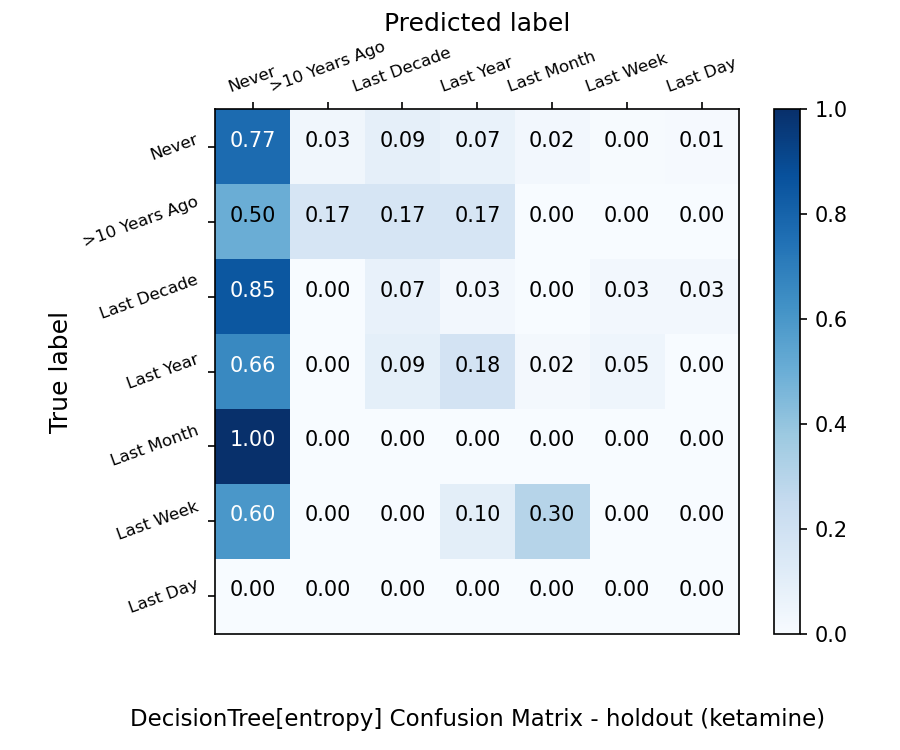 Predicted label
Never >10 Years Ago Last Decade Last Year Last Month Last Week Last Day
True label
Never 0.77 0.03 0.09 0.07 0.02 0.00 0.01
>10 Years Ago 0.50 0.17 0.17 0.17 0.00 0.00 0.00
Last Decade 0.85 0.00 0.07 0.03 0.00 0.03 0.03
Last Year 0.66 0.00 0.09 0.18 0.02 0.05 0.00
Last Month 1.00 0.00 0.00 0.00 0.00 0.00 0.00
Last Week 0.60 0.00 0.00 0.10 0.30 0.00 0.00
Last Day 0.00 0.00 0.00 0.00 0.00 0.00 0.00
1.0
0.8
0.6
0.4
0.2
0.0
DecisionTree[entropy] Confusion Matrix - holdout (ketamine)